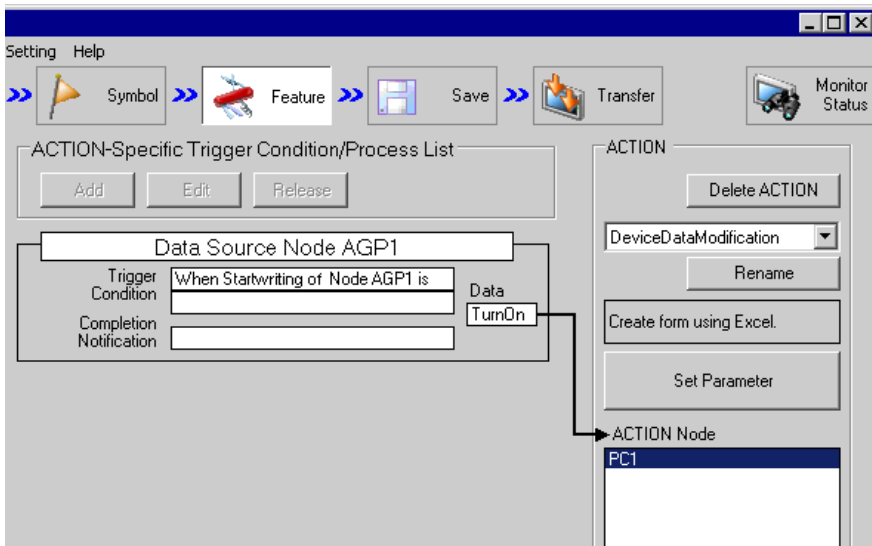 Setting Help
Symbol
Feature
Save
Transfer
Monitor
Status
ACTION-Specific Trigger Condition/Process List
Add
Edit
Release
Data Source Node AGP1
Trigger
Condition
When Startwriting of Node AGP1 is
Data
TurnOn
Completion
Notification
ACTION
Delete ACTION
DeviceDataModification
Rename
Create form using Excel.
Set Parameter
ACTION Node
PC1